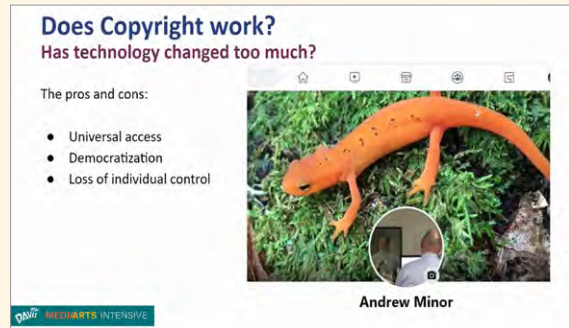 Does Copyright work?
Has technology changed too much?
The pros and cons:
● Universal access
● Democratization
● Loss of individual control
Andrew Minor
DAVIS MEDIARTS INTENSIVE